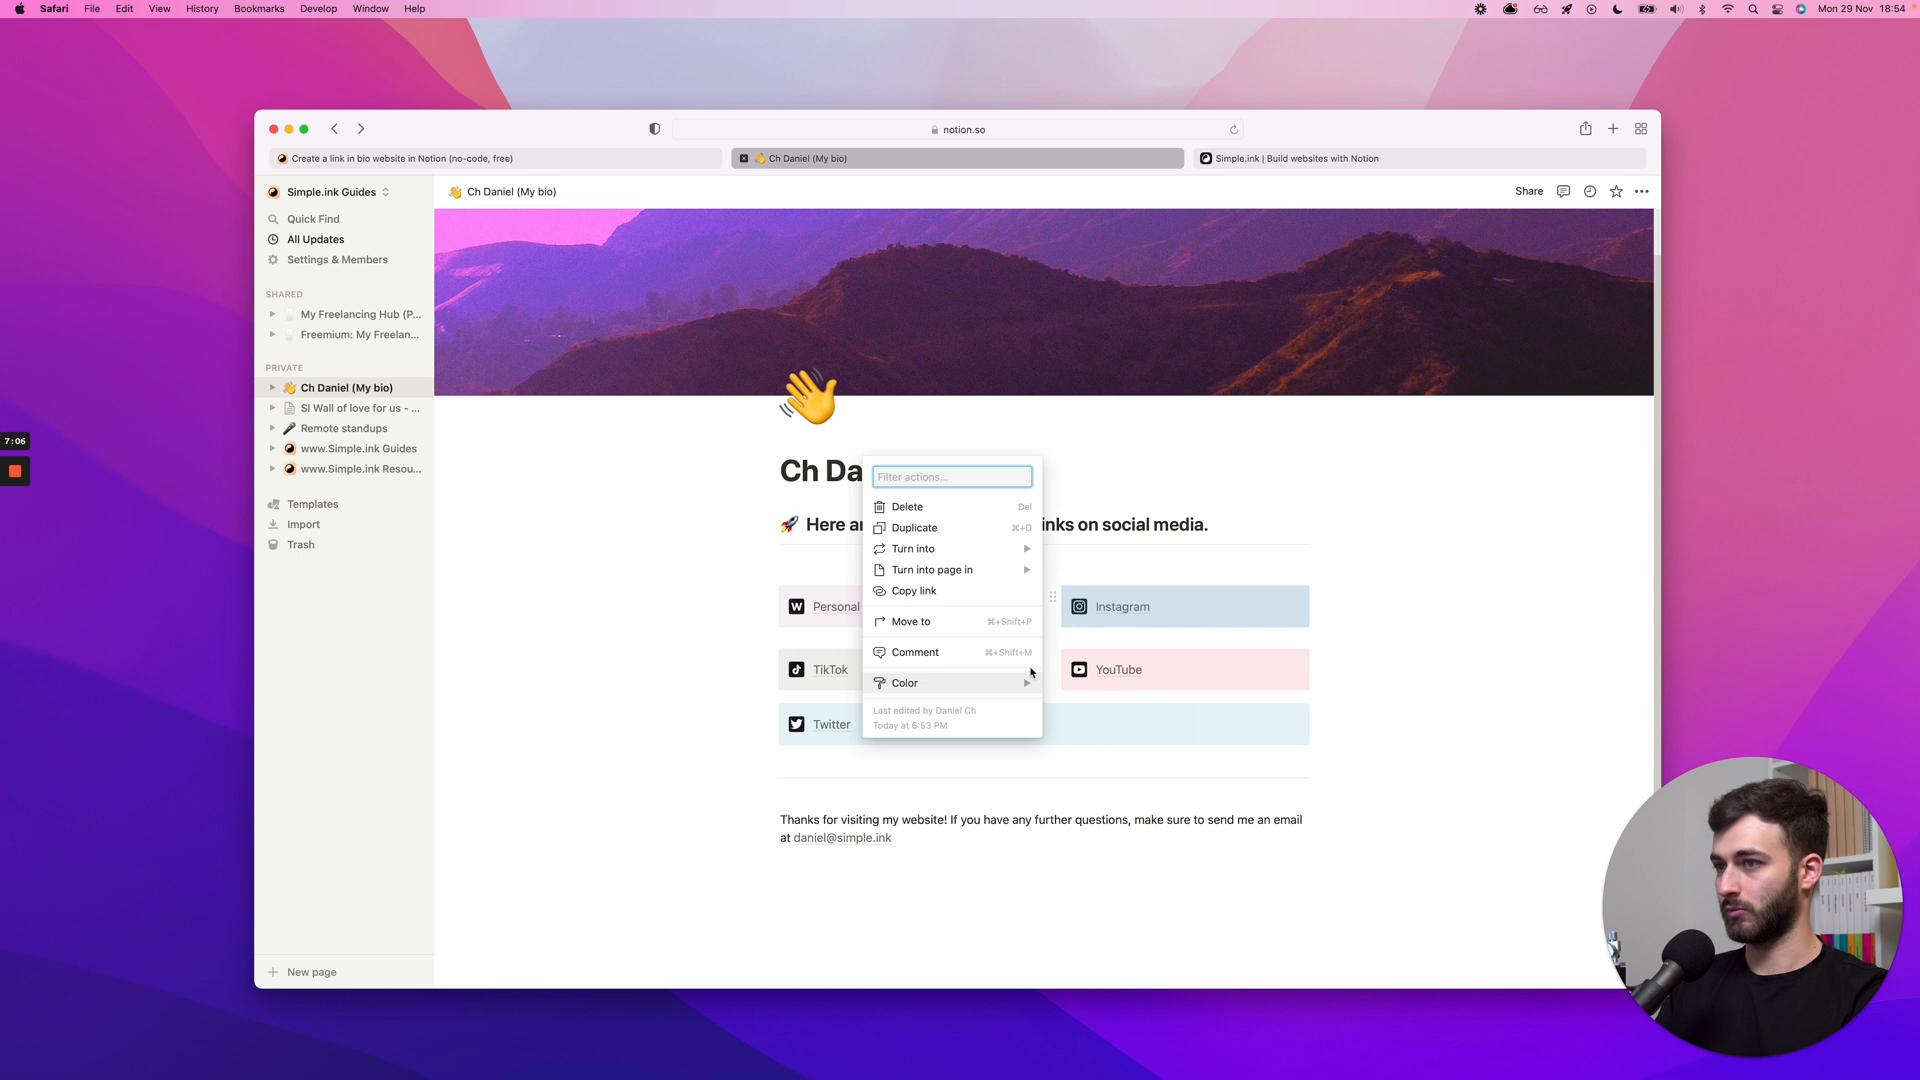 Safari File Edit View History Bookmarks Develop Window Help
Mon 29 Nov 18:54
notion.so
Create a link in bio website in Notion (no-code, free)
Ch Daniel (My bio)
Simple.ink | Build websites with Notion
Simple.ink Guides
Ch Daniel (My bio)
Share
Quick Find
All Updates
Settings & Members
SHARED
My Freelancing Hub (P...
Freemium: My Freelan...
PRIVATE
Ch Daniel (My bio)
SI Wall of love for us - ...
Remote standups
www.Simple.ink Guides
www.Simple.ink Resou...
Templates
Import
Trash
New page
7:06
Ch Da
Here ar
inks on social media.
Filter actions...
Delete Del
Duplicate ⌘+D
Turn into
Turn into page in
Copy link
Move to ⌘+Shift+P
Comment ⌘+Shift+M
Color
Last edited by Daniel Ch
Today at 6:53 PM
W Personal
Instagram
TikTok
YouTube
Twitter
Thanks for visiting my website! If you have any further questions, make sure to send me an email
at daniel@simple.ink